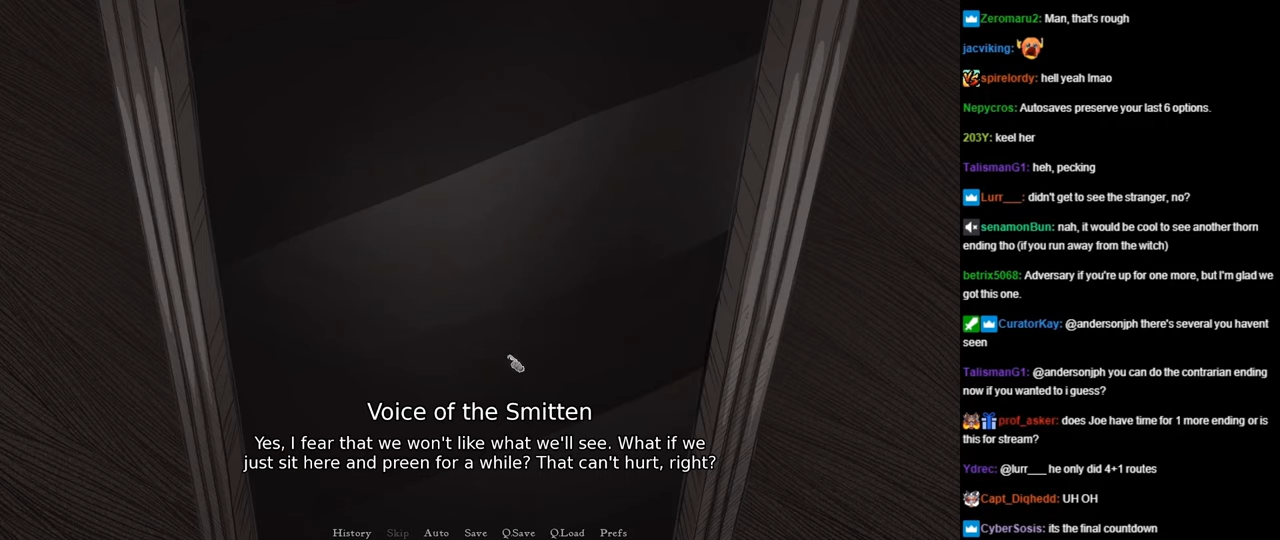 Voice of the Smitten
Yes, I fear that we won't like what we'll see. What if we
just sit here and preen for a while? That can't hurt, right?
History Skip Auto Save QSave QLoad Prefs
Zeromaru2: Man, that's rough
jacviking:
spirelordy: hell yeah lmao
Nepycros: Autosaves preserve your last 6 options.
203Y: keel her
TalismanG1: heh, pecking
Lurr___: didn't get to see the stranger, no?
senamonBun: nah, it would be cool to see another thorn
ending tho (if you run away from the witch)
betrix5068: Adversary if you're up for one more, but I'm glad we
got this one.
CuratorKay: @andersonjph there's several you havent
seen
TalismanG1: @andersonjph you can do the contrarian ending
now if you wanted to i guess?
prof_asker: does Joe have time for 1 more ending or is
this for stream?
Ydrec: @lurr___ he only did 4+1 routes
Capt_Diqhedd: UH OH
CyberSosis: its the final countdown